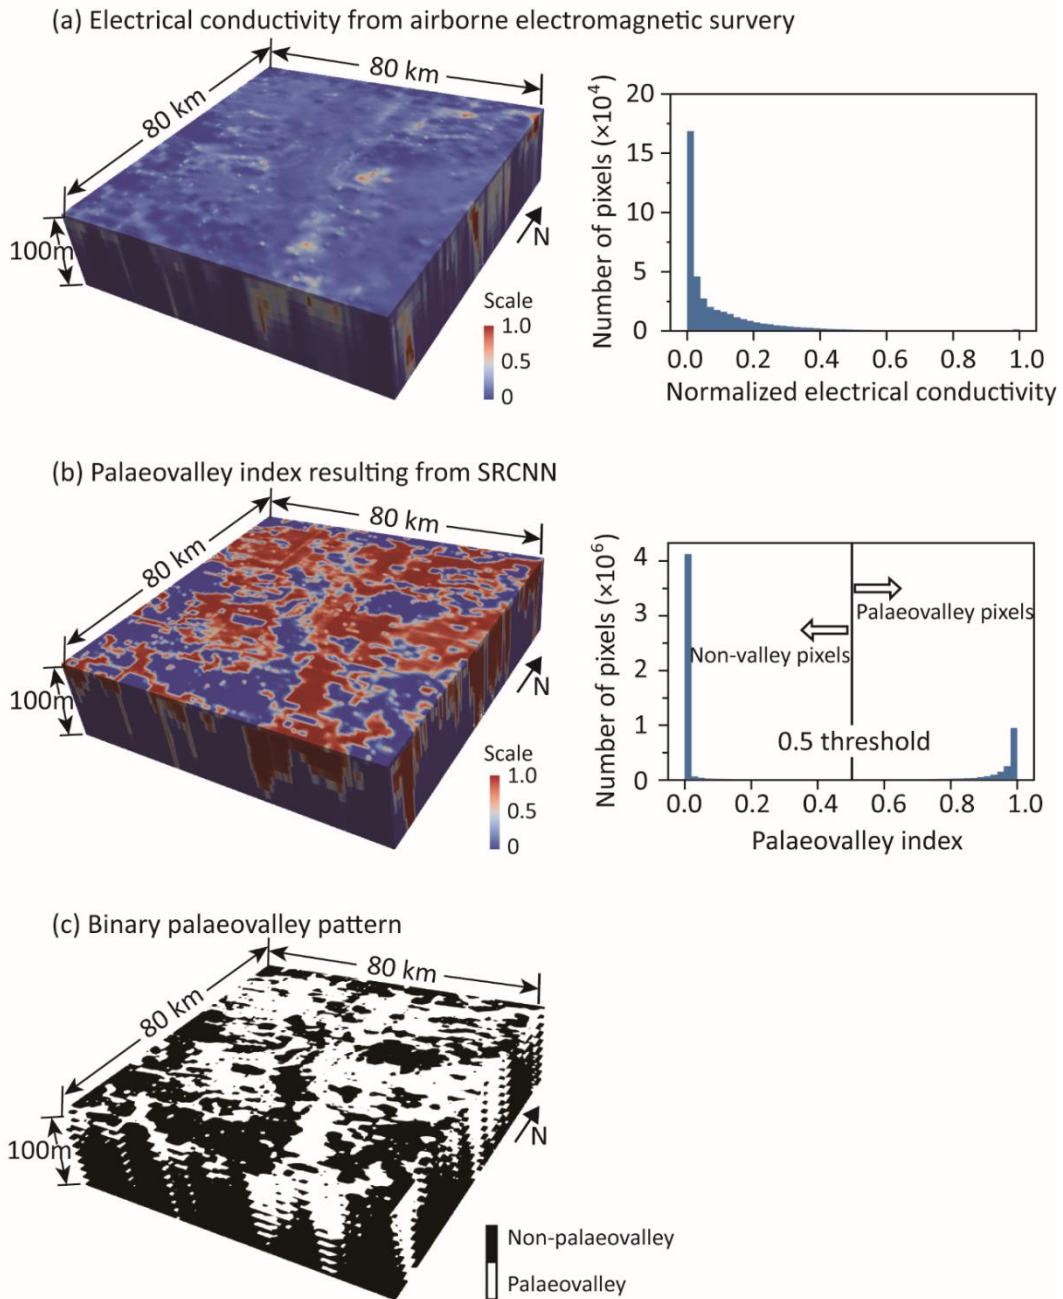 (a) Electrical conductivity from airborne electromagnetic survery
80 km
80 km
100m
N
Scale
1.0
0.5
0
Number of pixels (×10⁴)
20
15
10
5
0
0.0 0.2 0.4 0.6 0.8 1.0
Normalized electrical conductivity
(b) Palaeovalley index resulting from SRCNN
80 km
80 km
100m
N
Scale
1.0
0.5
0
Number of pixels (×10⁶)
4
3
2
1
0
Palaeovalley pixels
Non-valley pixels
0.5 threshold
0.0 0.2 0.4 0.6 0.8 1.0
Palaeovalley index
(c) Binary palaeovalley pattern
80 km
80 km
100m
N
Non-palaeovalley
Palaeovalley